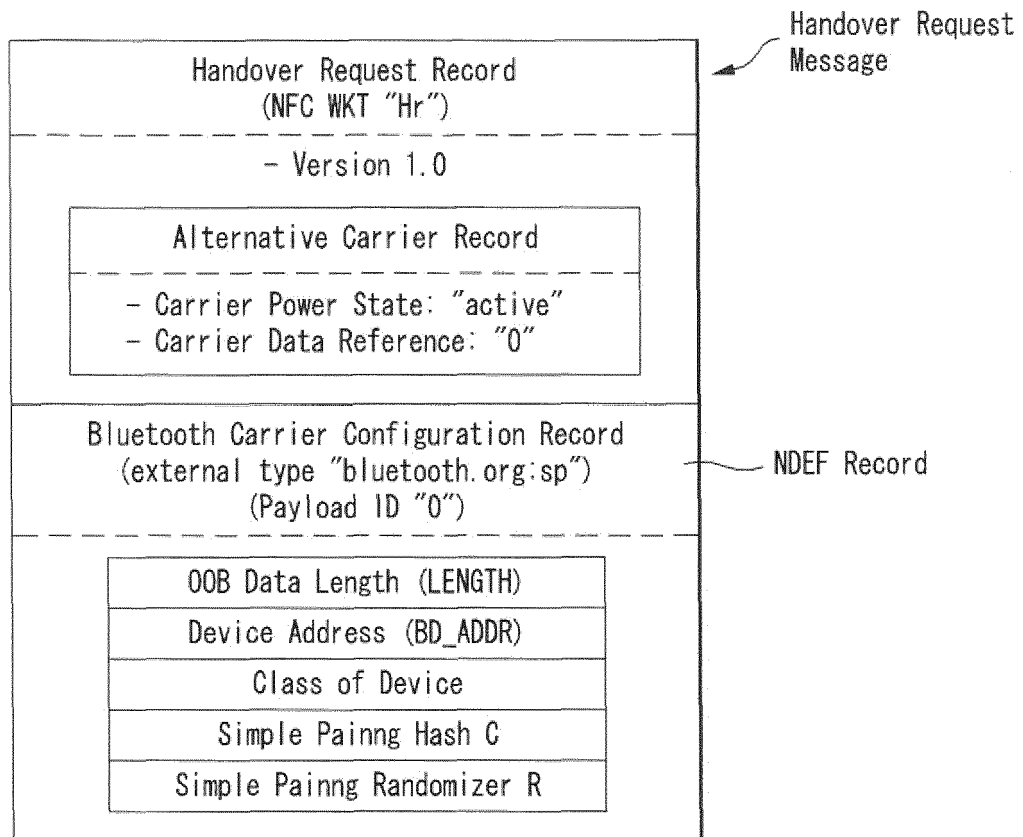 Handover Request
Message
Handover Request Record
(NFC WKT "Hr")
- Version 1.0
Alternative Carrier Record
- Carrier Power State: "active"
- Carrier Data Reference: "0"
Bluetooth Carrier Configuration Record
(external type "bluetooth.org:sp")
(Payload ID "0")
NDEF Record
OOB Data Length (LENGTH)
Device Address (BD_ADDR)
Class of Device
Simple Painng Hash C
Simple Painng Randomizer R